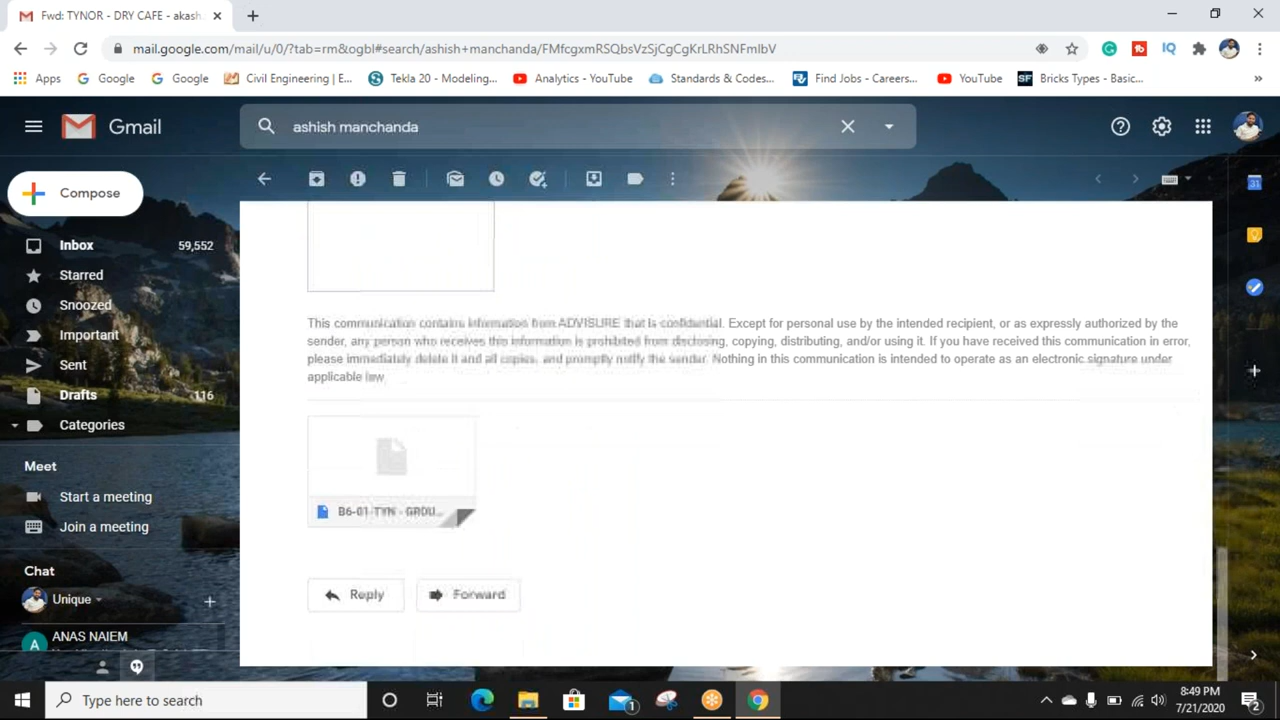 Fwd: TYNOR - DRY CAFE - akash
mail.google.com/mail/u/0/?tab=rm&ogbl#search/ashish+manchanda/FMfcgxmRSQbsVzSjCgCgKrLRhSNFmlbV
Apps
Google
Google
Civil Engineering | E...
Tekla 20 - Modeling...
Analytics - YouTube
Standards & Codes...
Find Jobs - Careers...
YouTube
SF
Bricks Types - Basic...
»
Gmail
ashish manchanda
Compose
Inbox 59,552
Starred
Snoozed
Important
Sent
Drafts 116
Categories
Meet
Start a meeting
Join a meeting
Chat
Unique
A ANAS NAIEM
This communication contains information from ADVISURE that is confidential. Except for personal use by the intended recipient, or as expressly authorized by the
sender, any person who receives this information is prohibited from disclosing, copying, distributing, and/or using it. If you have received this communication in error,
please immediately delete it and all copies, and promptly notify the sender. Nothing in this communication is intended to operate as an electronic signature under
applicable law
B6-01-TYN - GROU...
Reply
Forward
31
IQ
Type here to search
1
8:49 PM
7/21/2020
2